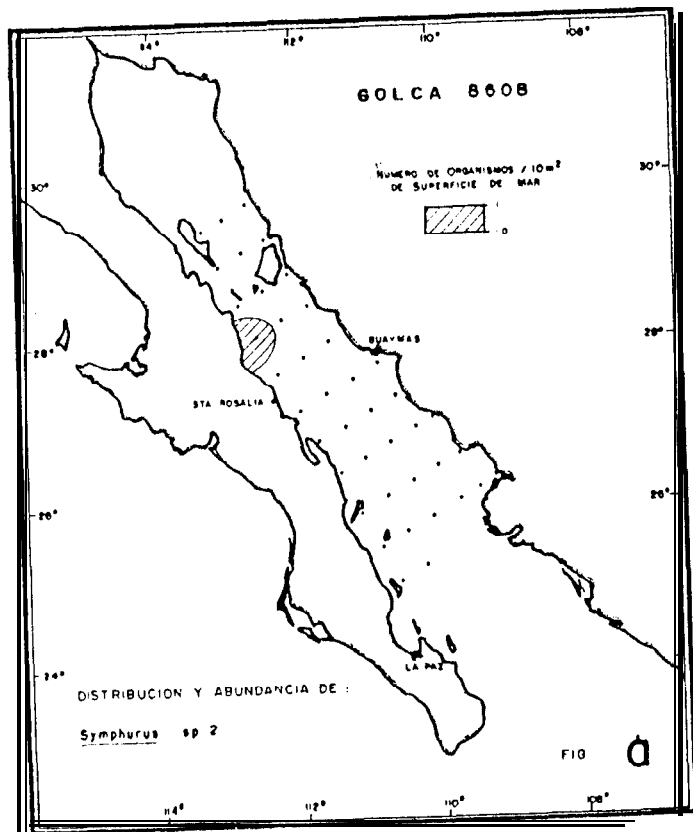 114° 112° 110° 108°
GOLCA 8608
NUMERO DE ORGANISMOS / 10 m²
DE SUPERFICIE DE MAR
30° 30°
GUAYMAS
28° 28°
STA ROSALIA
26° 26°
LA PAZ
24°
DISTRIBUCION Y ABUNDANCIA DE :
Symphurus sp 2
FIG a
114° 112° 110° 108°